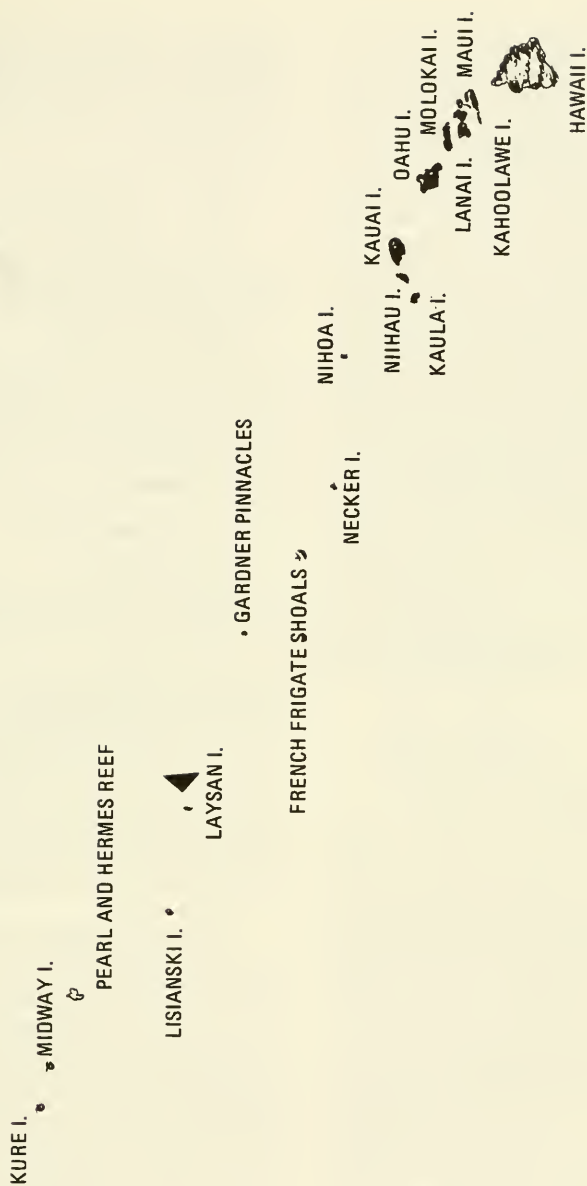 KURE I.
MIDWAY I.
PEARL AND HERMES REEF
LISIANSKI I.
LAYSAN I.
GARDNER PINNACLES
FRENCH FRIGATE SHOALS
NECKER I.
NIHOA I.
KAUAI I.
NIIHAU I.
KAULA I.
OAHU I.
MOLOKAI I.
MAUI I.
LANAI I.
KAHOOLAWE I.
HAWAII I.